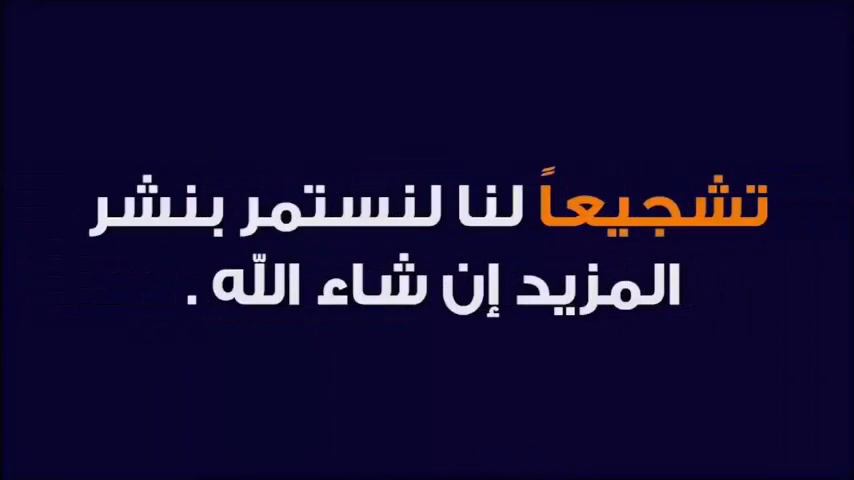 تشجيعاً لنا لنستمر بنشر
المزيد إن شاء الله .